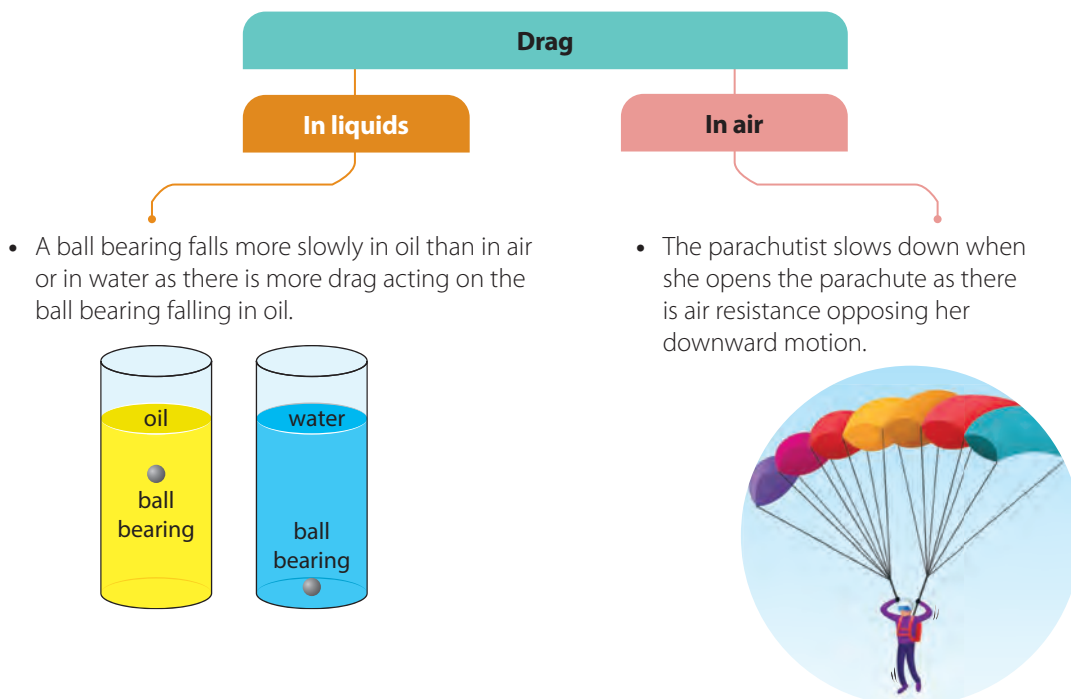 Drag
In liquids
In air
• A ball bearing falls more slowly in oil than in air
or in water as there is more drag acting on the
ball bearing falling in oil.
oil
ball
bearing
water
ball
bearing
• The parachutist slows down when
she opens the parachute as there
is air resistance opposing her
downward motion.